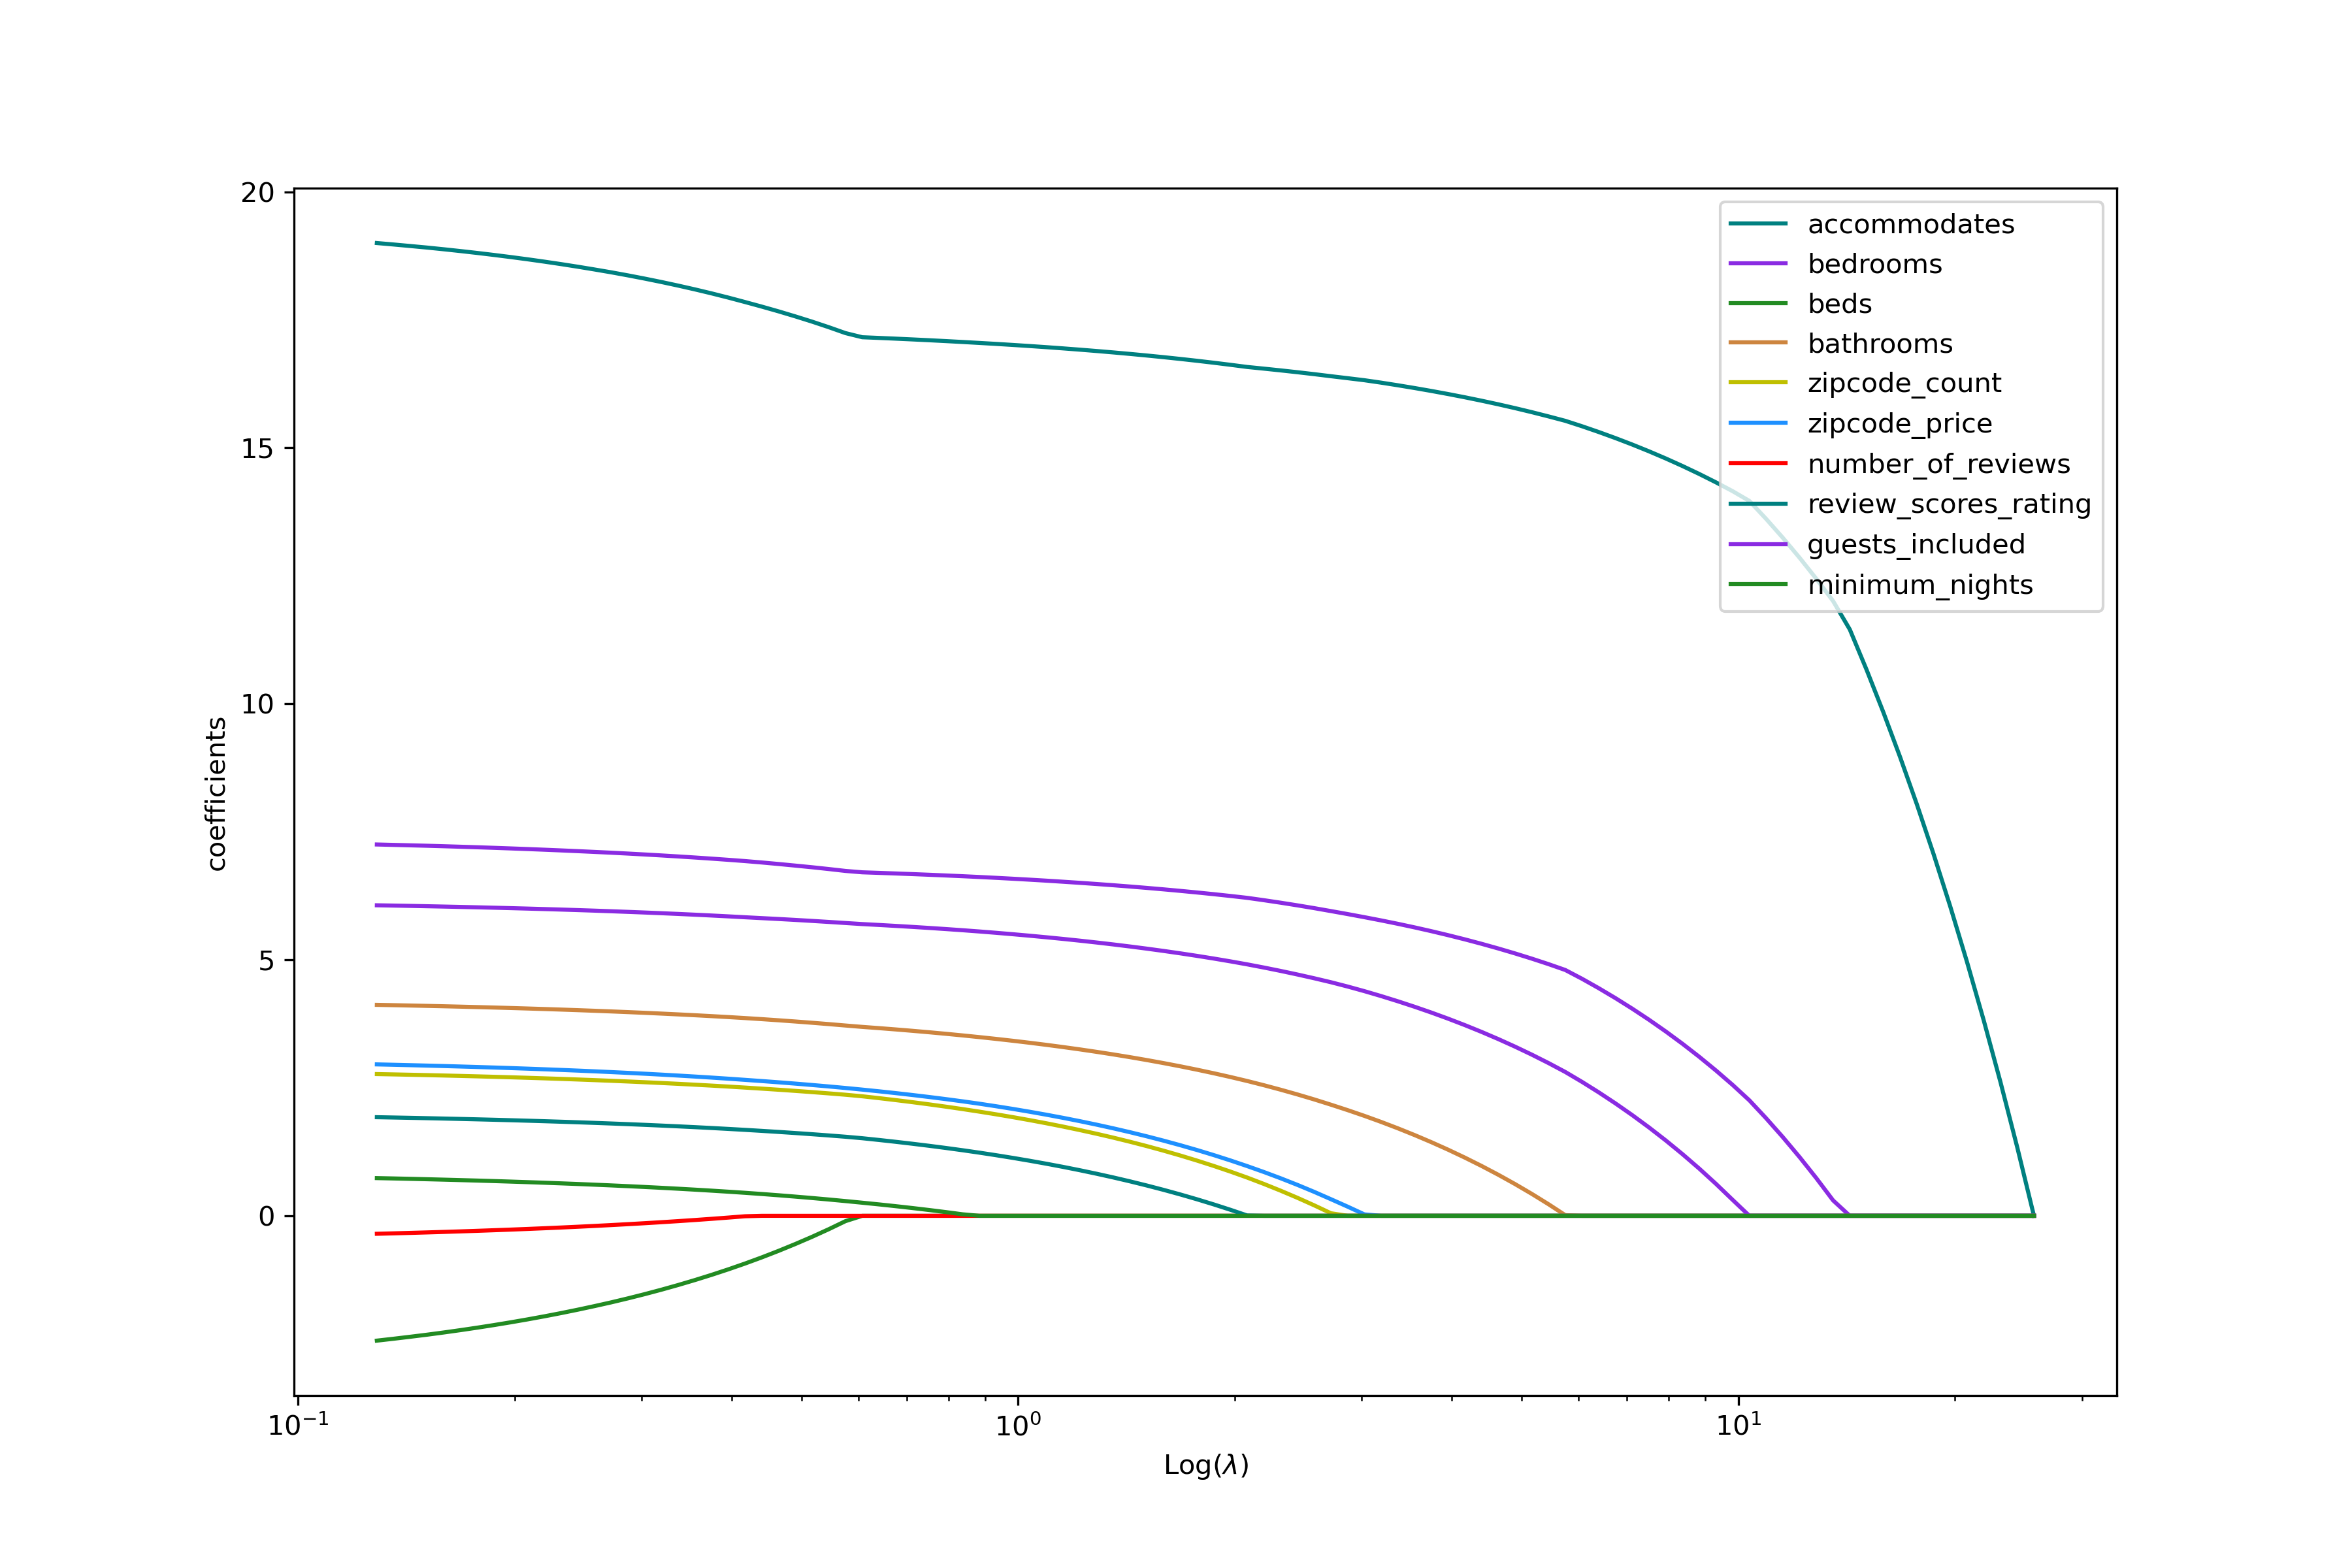 20
15
10
5
0
coefficients
10⁻¹
10⁰
10¹
Log(λ)
accommodates
bedrooms
beds
bathrooms
zipcode_count
zipcode_price
number_of_reviews
review_scores_rating
guests_included
minimum_nights